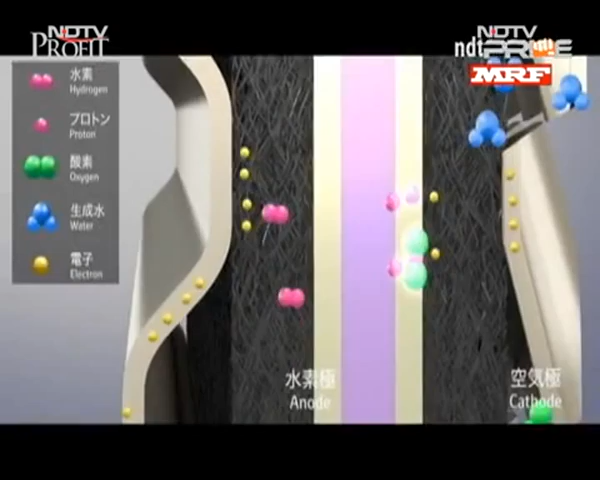 NDTV
PROFIT
NDTV
PRIME
MRF
水素
Hydrogen
プロトン
Proton
酸素
Oxygen
生成水
Water
電子
Electron
水素極
Anode
空気極
Cathode